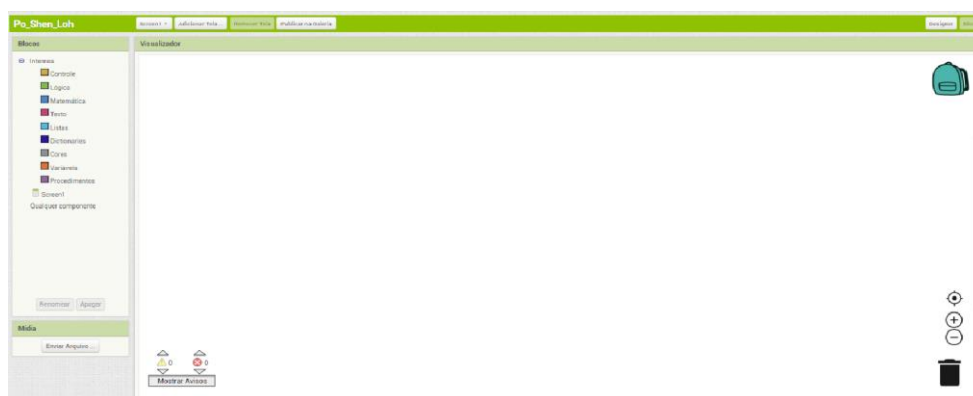 Po_Shen_Loh
Screen1 Adicionar Tela ... Remover Tela Publicar na Galeria
Designer
Blocos
Visualizador
Internos
Controle
Lógica
Matemática
Texto
Listas
Dictionaries
Cores
Variáveis
Procedimentos
Screen1
Qualquer componente
Renomear Apagar
Mídia
Enviar Arquivo ...
0 0
Mostrar Avisos